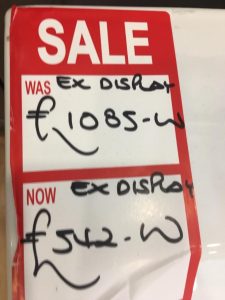 SALE
WAS EX DISPLAY
£1085-W
NOW EX DISPLAY
£542-W